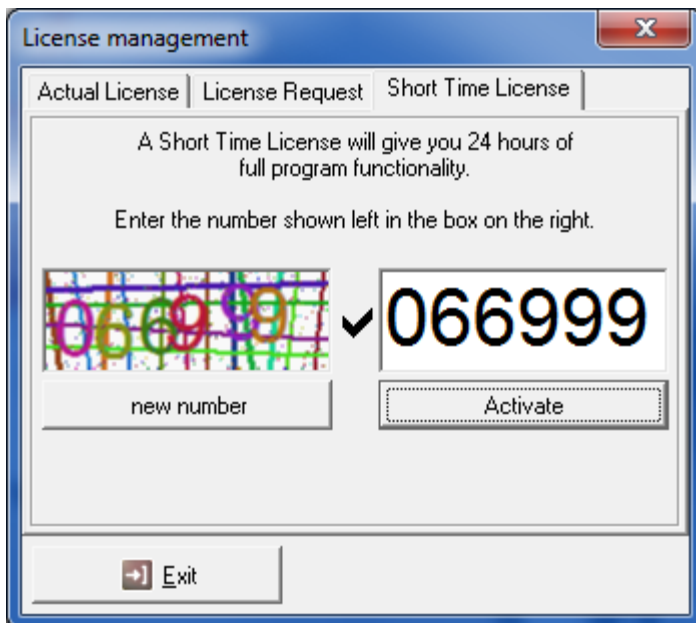 License management
Actual License
License Request
Short Time License
A Short Time License will give you 24 hours of
full program functionality.
Enter the number shown left in the box on the right.
066999
066999
new number
Activate
Exit